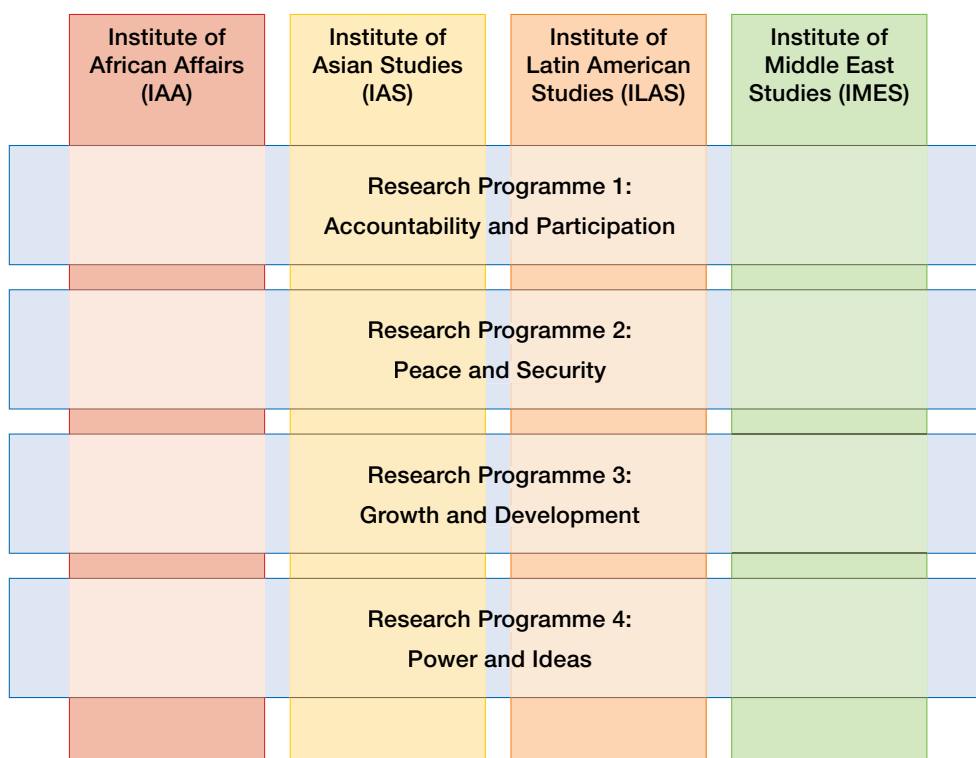 Institute of
African Affairs
(IAA)
Institute of
Asian Studies
(IAS)
Institute of
Latin American
Studies (ILAS)
Institute of
Middle East
Studies (IMES)
Research Programme 1:
Accountability and Participation
Research Programme 2:
Peace and Security
Research Programme 3:
Growth and Development
Research Programme 4:
Power and Ideas